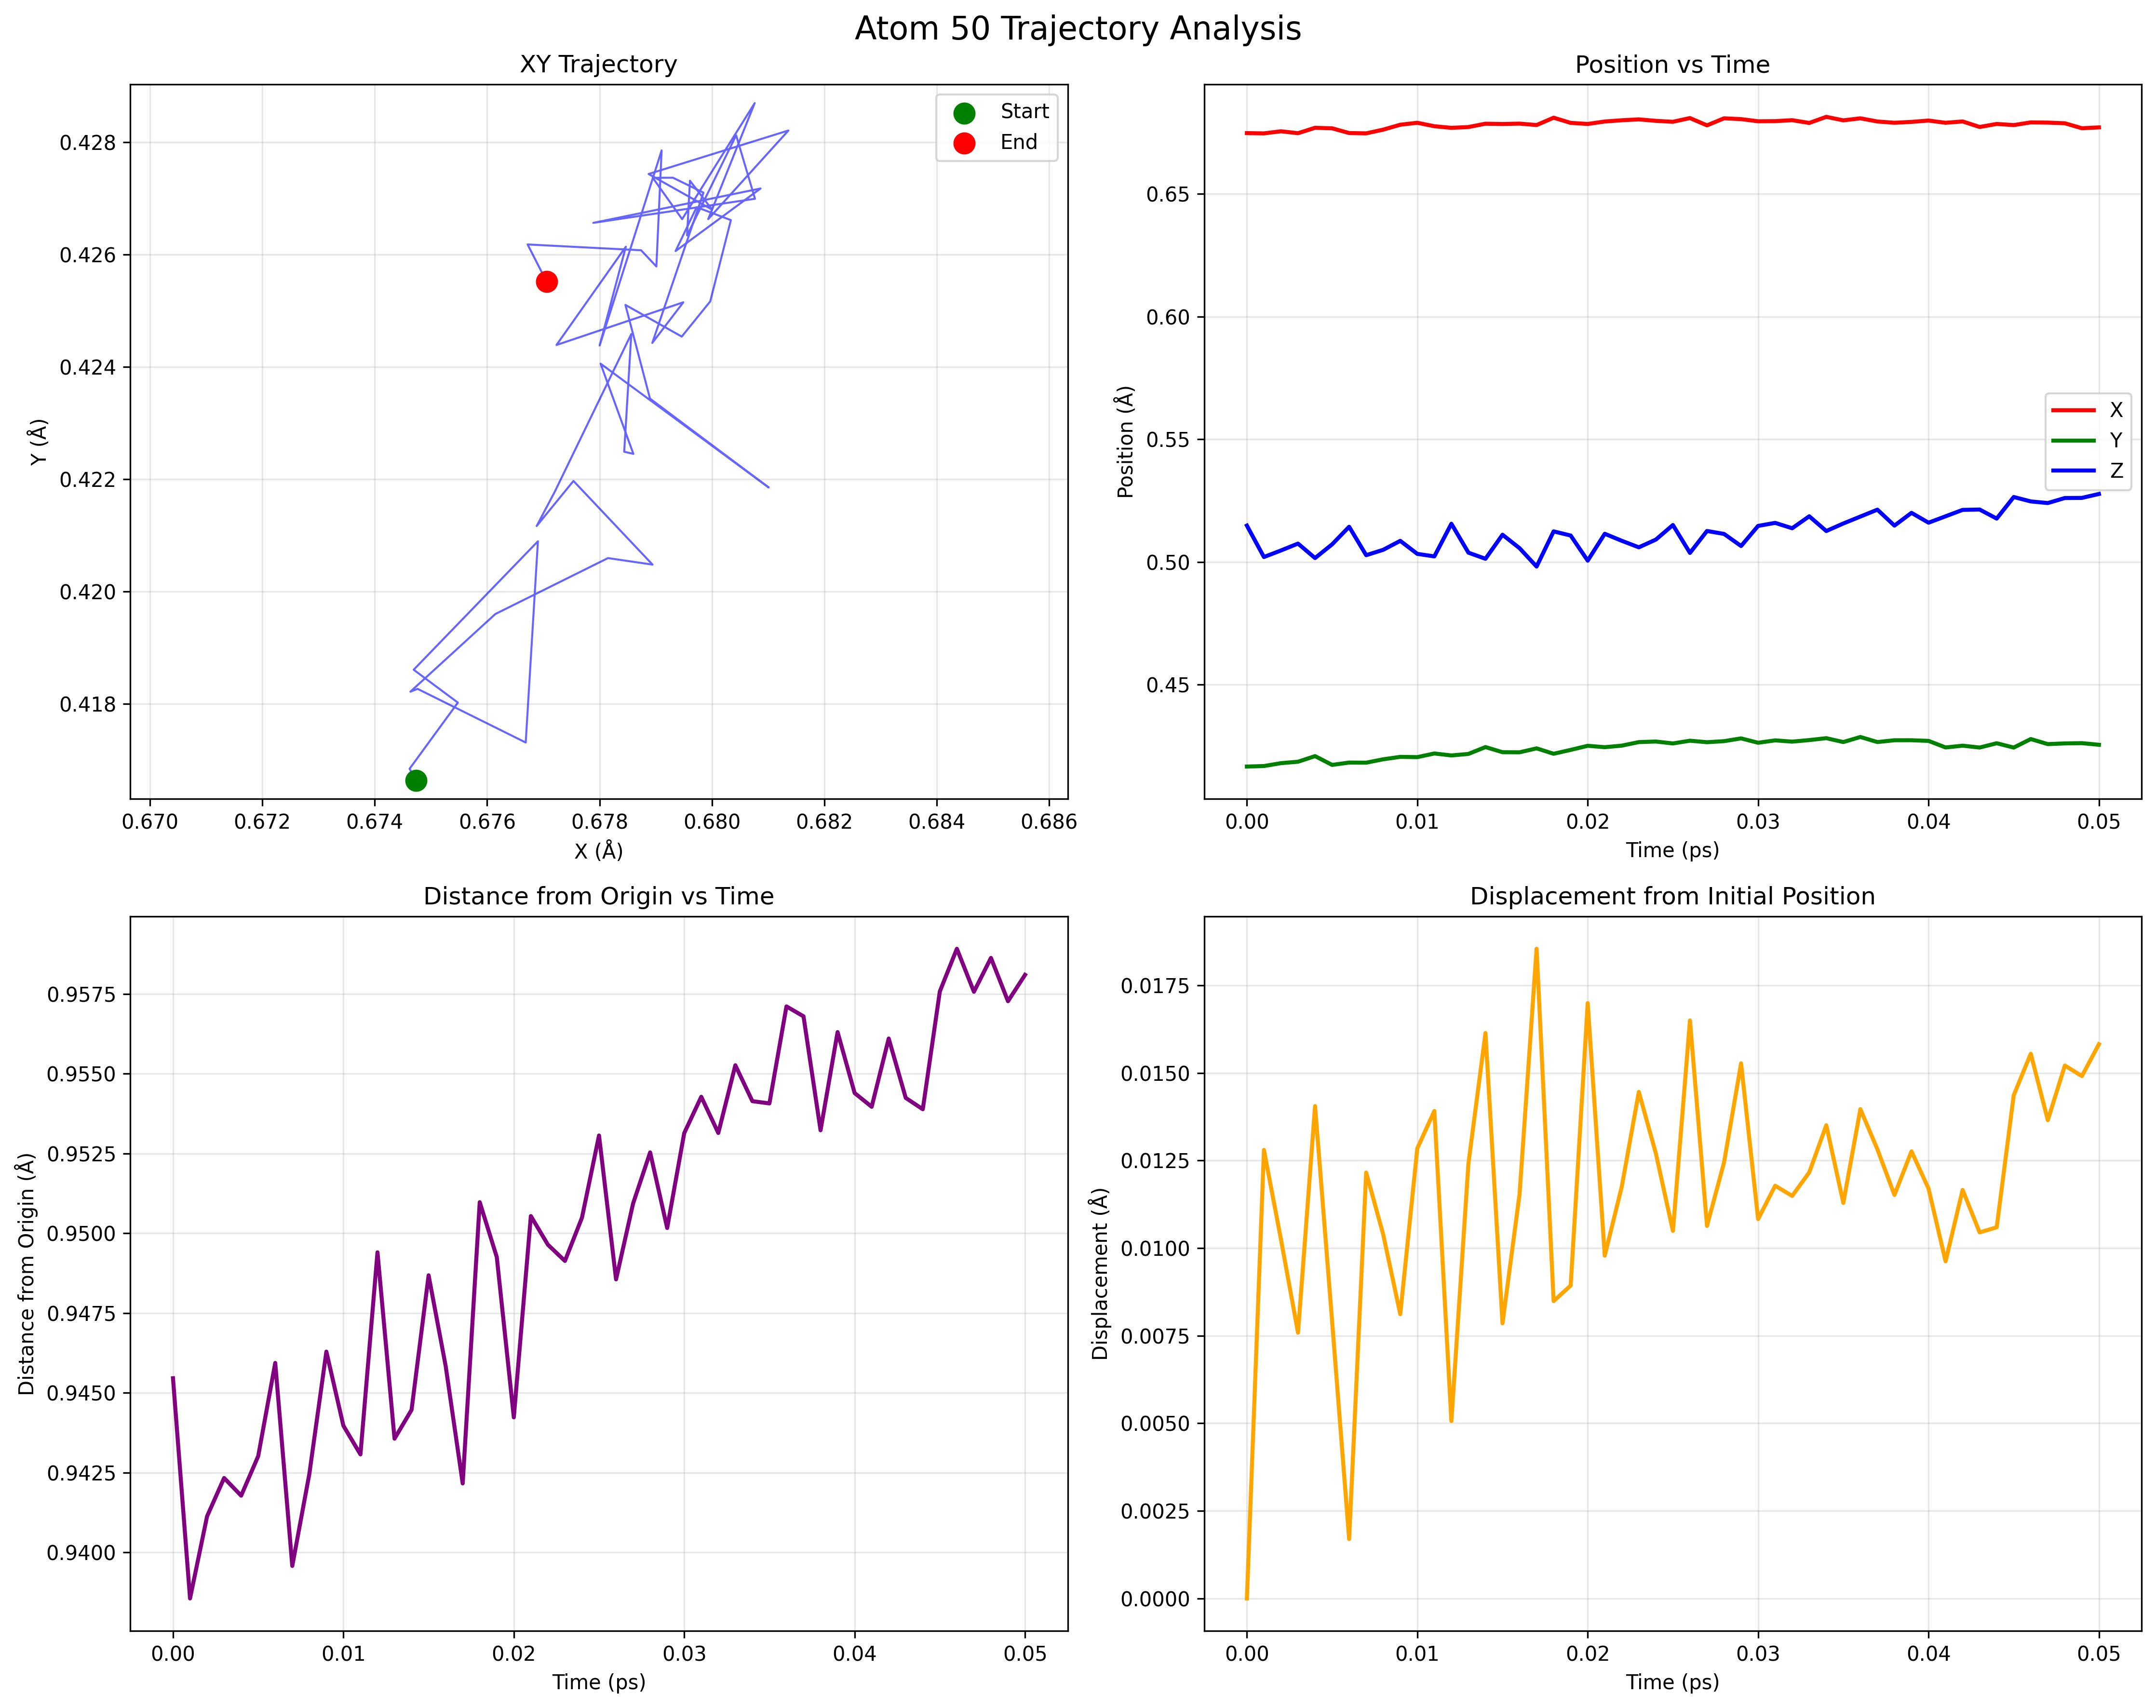 Atom 50 Trajectory Analysis
XY Trajectory
Start
End
0.428
0.426
0.424
0.422
0.420
0.418
Y (Å)
0.670 0.672 0.674 0.676 0.678 0.680 0.682 0.684 0.686
X (Å)
Position vs Time
X
Y
Z
0.65
0.60
0.55
0.50
0.45
Position (Å)
0.00 0.01 0.02 0.03 0.04 0.05
Time (ps)
Distance from Origin vs Time
0.9575
0.9550
0.9525
0.9500
0.9475
0.9450
0.9425
0.9400
Distance from Origin (Å)
0.00 0.01 0.02 0.03 0.04 0.05
Time (ps)
Displacement from Initial Position
0.0175
0.0150
0.0125
0.0100
0.0075
0.0050
0.0025
0.0000
Displacement (Å)
0.00 0.01 0.02 0.03 0.04 0.05
Time (ps)